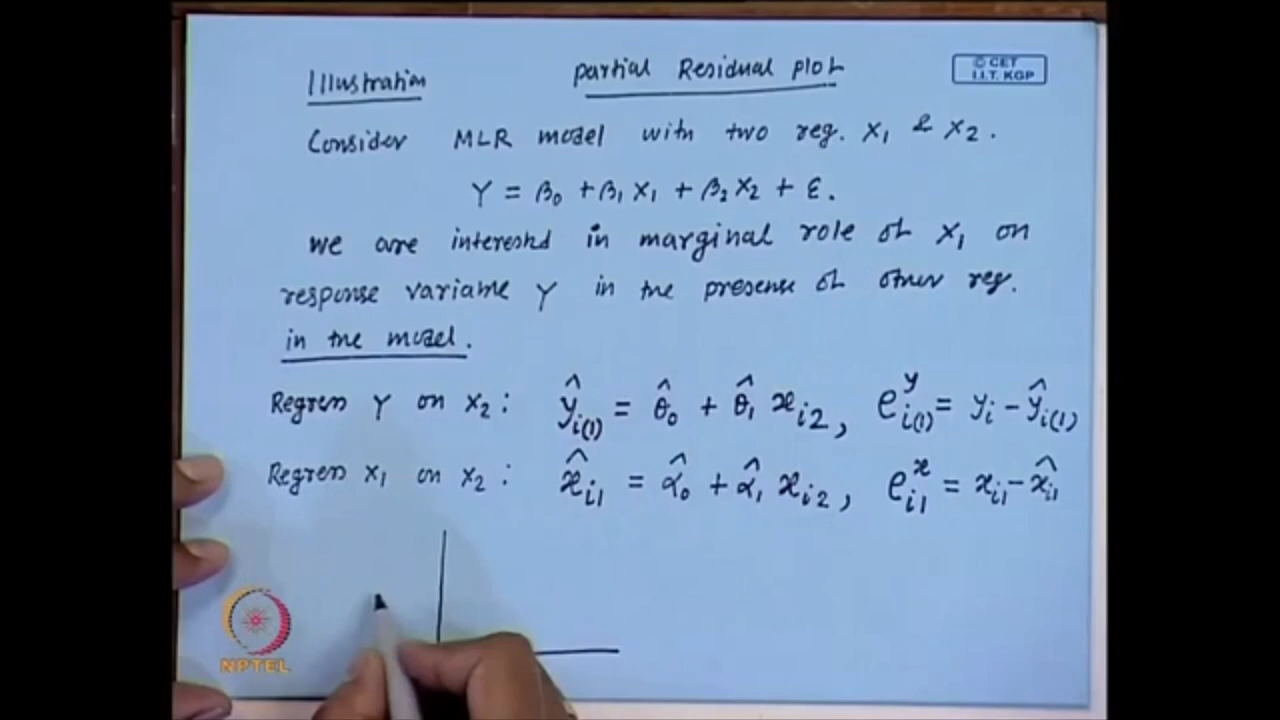 Illustration Partial Residual Plot
© CET
I.I.T. KGP
Consider MLR model with two reg. X₁ & X₂.
Y = β₀ + β₁ X₁ + β₂ X₂ + ε.
we are interested in marginal role of X₁ on
response variable Y in the presense of other reg.
in the model.
Regress Y on X₂ : ŷᵢ₍₁₎ = θ̂₀ + θ̂₁ xᵢ₂ , eʸᵢ₍₁₎ = yᵢ − ŷᵢ₍₁₎
Regress X₁ on X₂ : x̂ᵢ₁ = α̂₀ + α̂₁ xᵢ₂ , eˣᵢ₁ = xᵢ₁ − x̂ᵢ₁
NPTEL